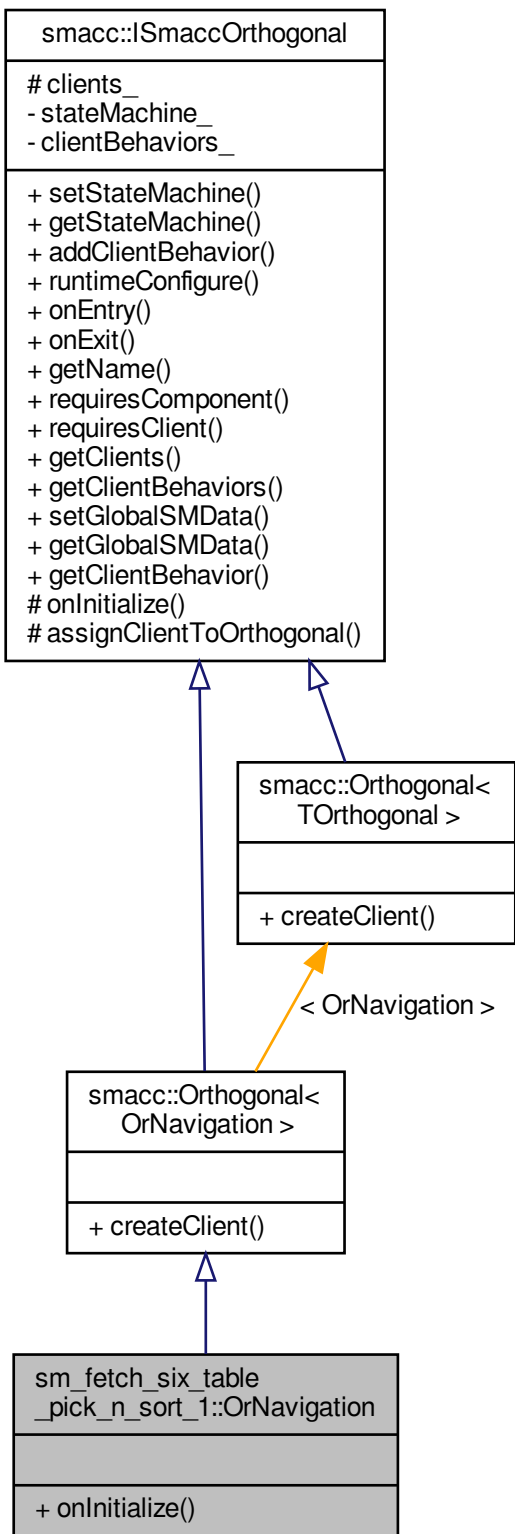 smacc::ISmaccOrthogonal
# clients_
- stateMachine_
- clientBehaviors_
+ setStateMachine()
+ getStateMachine()
+ addClientBehavior()
+ runtimeConfigure()
+ onEntry()
+ onExit()
+ getName()
+ requiresComponent()
+ requiresClient()
+ getClients()
+ getClientBehaviors()
+ setGlobalSMData()
+ getGlobalSMData()
+ getClientBehavior()
# onInitialize()
# assignClientToOrthogonal()
smacc::Orthogonal<
TOrthogonal >
+ createClient()
< OrNavigation >
smacc::Orthogonal<
OrNavigation >
+ createClient()
sm_fetch_six_table
_pick_n_sort_1::OrNavigation
+ onInitialize()